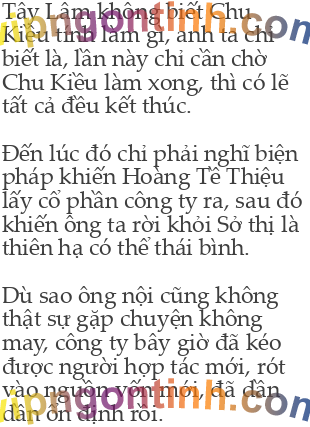 Tây Lâm không biết Chu
Kiều tính làm gì, anh ta chỉ
biết là, lần này chi cần chờ
Chu Kiều làm xong, thì có lẽ
tất cả đều kết thúc.
Đến lúc đó chỉ phải nghĩ biện
pháp khiến Hoàng Tề Thiệu
lấy cổ phần công ty ra, sau đó
khiến ông ta rời khỏi Sở thị là
thiên hạ có thể thái bình.
Dù sao ông nội cũng không
thật sự gặp chuyện không
may, công ty bây giờ đã kéo
được người hợp tác mới, rót
vào nguồn vốn mới, đã dần
dần ổn định rồi.
vipngontinh.com
vipngontinh.com